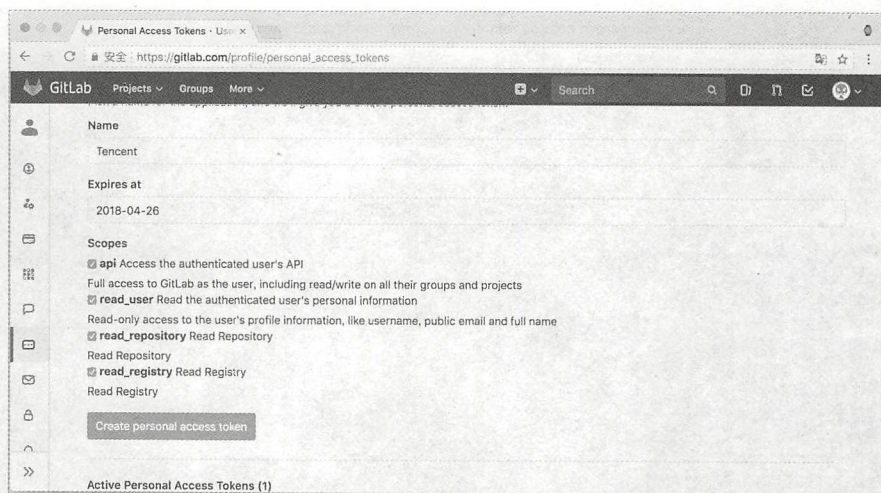 Personal Access Tokens · Use
安全 https://gitlab.com/profile/personal_access_tokens
GitLab Projects Groups More Search
Name
Tencent
Expires at
2018-04-26
Scopes
api Access the authenticated user's API
Full access to GitLab as the user, including read/write on all their groups and projects
read_user Read the authenticated user's personal information
Read-only access to the user's profile information, like username, public email and full name
read_repository Read Repository
Read Repository
read_registry Read Registry
Read Registry
Create personal access token
Active Personal Access Tokens (1)